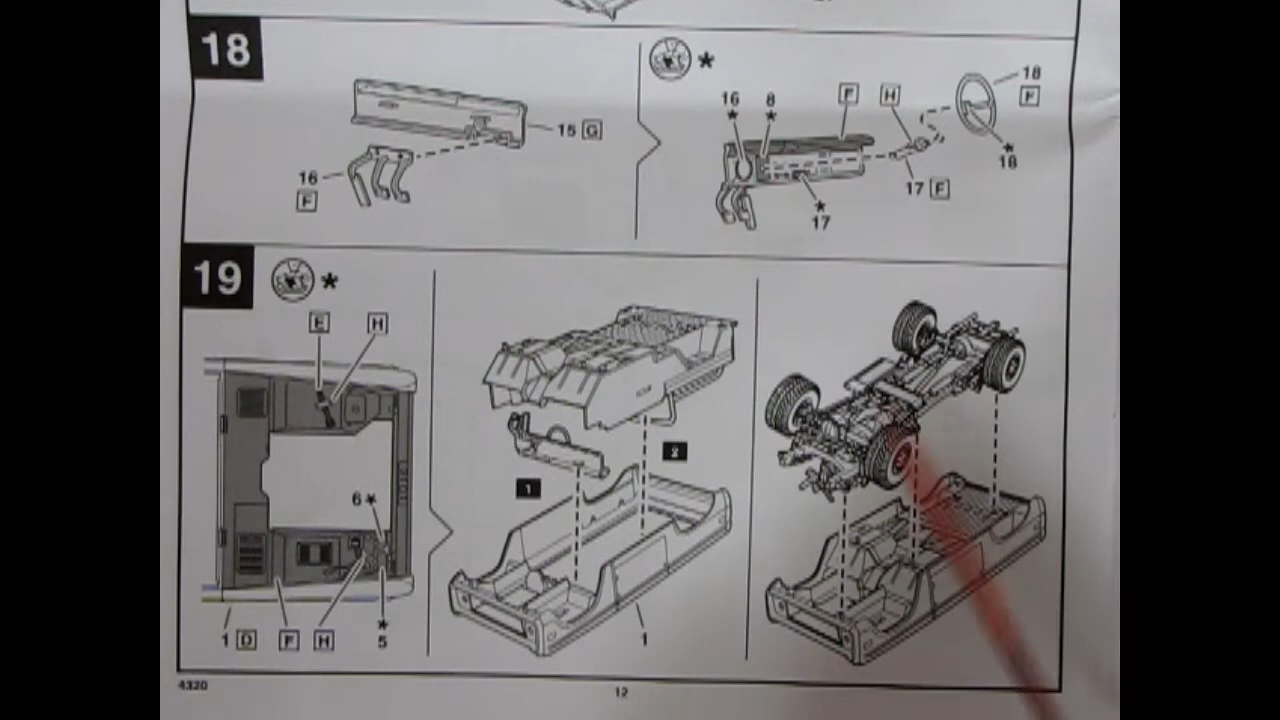 18
15 G
16
F
16 8 F H 18
* * F
* 18
17 F
* 17
*
19 *
E H
6 *
1 D F H * 5
1
2
1
4320
12